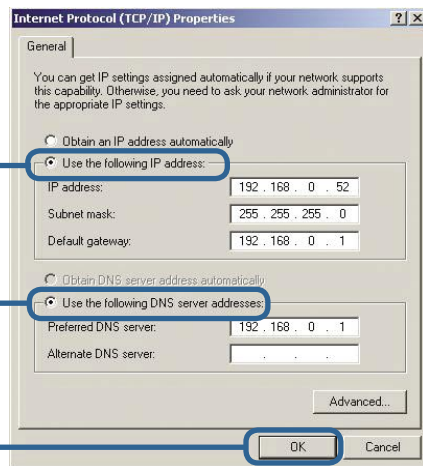 Internet Protocol (TCP/IP) Properties
General
You can get IP settings assigned automatically if your network supports
this capability. Otherwise, you need to ask your network administrator for
the appropriate IP settings.
Obtain an IP address automatically
Use the following IP address:
IP address: 192 . 168 . 0 . 52
Subnet mask: 255 . 255 . 255 . 0
Default gateway: 192 . 168 . 0 . 1
Obtain DNS server address automatically
Use the following DNS server addresses:
Preferred DNS server: 192 . 168 . 0 . 1
Alternate DNS server: . . .
Advanced...
OK Cancel